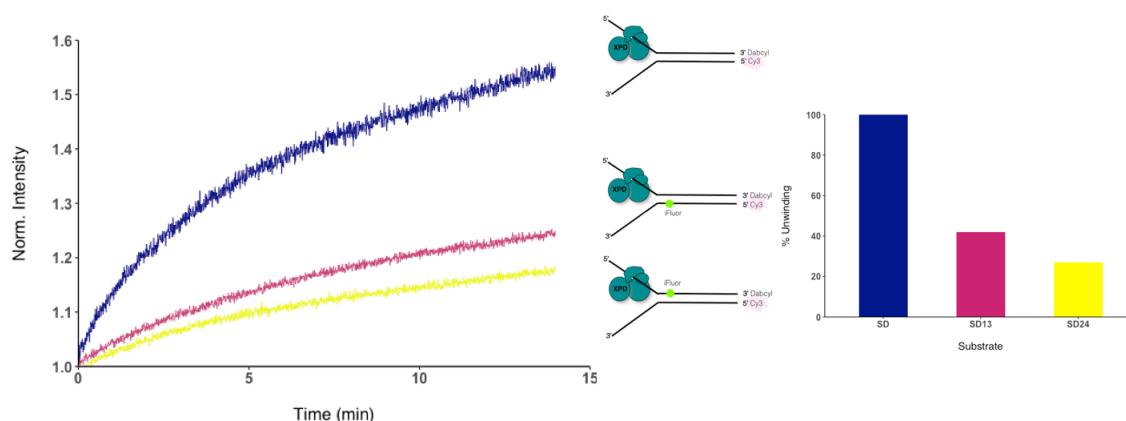 1.6
1.5
1.4
1.3
1.2
1.1
1.0
Norm. Intensity
0
5
10
15
Time (min)
5'
XPD
3' Dabcyl
5' Cy3
3'
5'
XPD
3' Dabcyl
5' Cy3
iFluor
3'
5'
iFluor
XPD
3' Dabcyl
5' Cy3
3'
100
80
60
40
20
0
% Unwinding
SD
SD13
SD24
Substrate